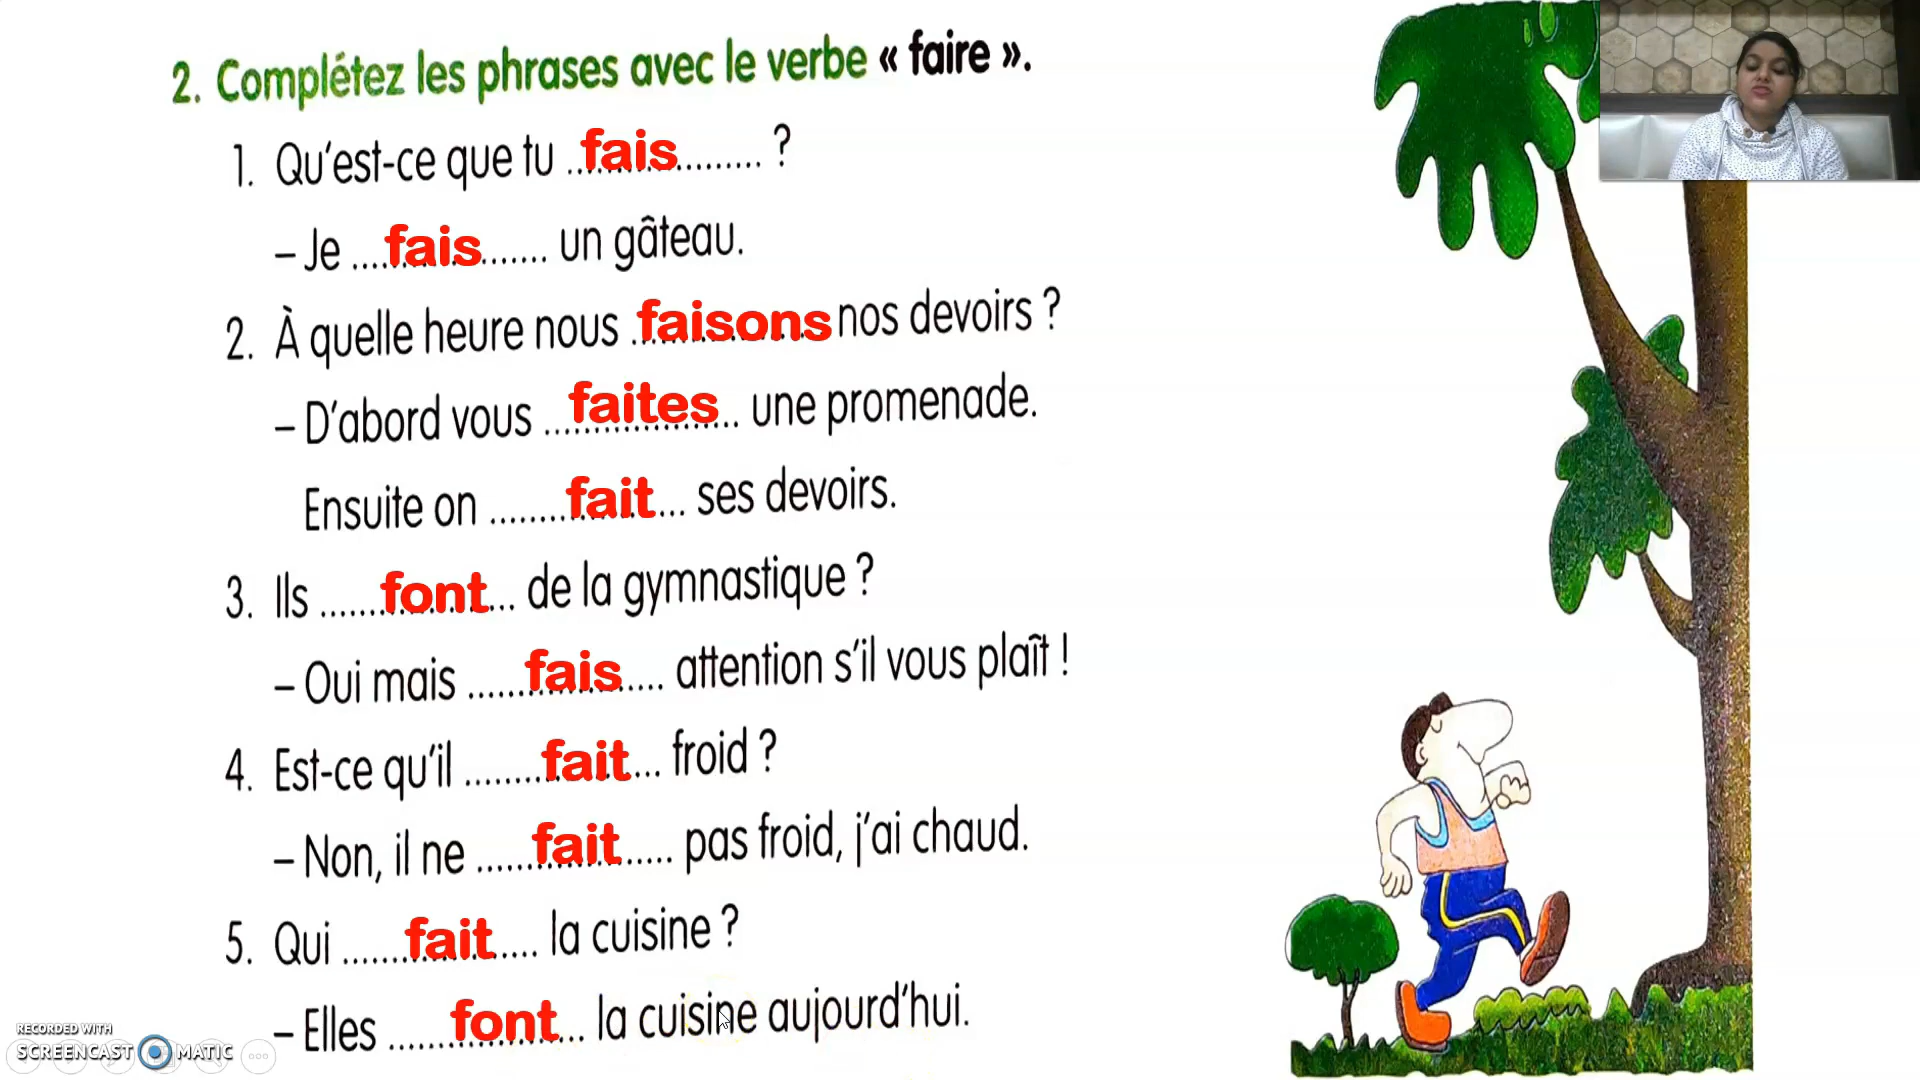 2. Complétez les phrases avec le verbe « faire ».
1. Qu'est-ce que tu ...fais......... ?
– Je ...fais....... un gâteau.
2. À quelle heure nous .faisons nos devoirs ?
– D'abord vous ...faites.. une promenade.
Ensuite on ........fait... ses devoirs.
3. Ils ......font... de la gymnastique ?
– Oui mais ......fais..... attention s'il vous plaît !
4. Est-ce qu'il ........fait... froid ?
– Non, il ne ......fait...... pas froid, j'ai chaud.
5. Qui ......fait..... la cuisine ?
– Elles ......font... la cuisine aujourd'hui.
RECORDED WITH
SCREENCAST MATIC